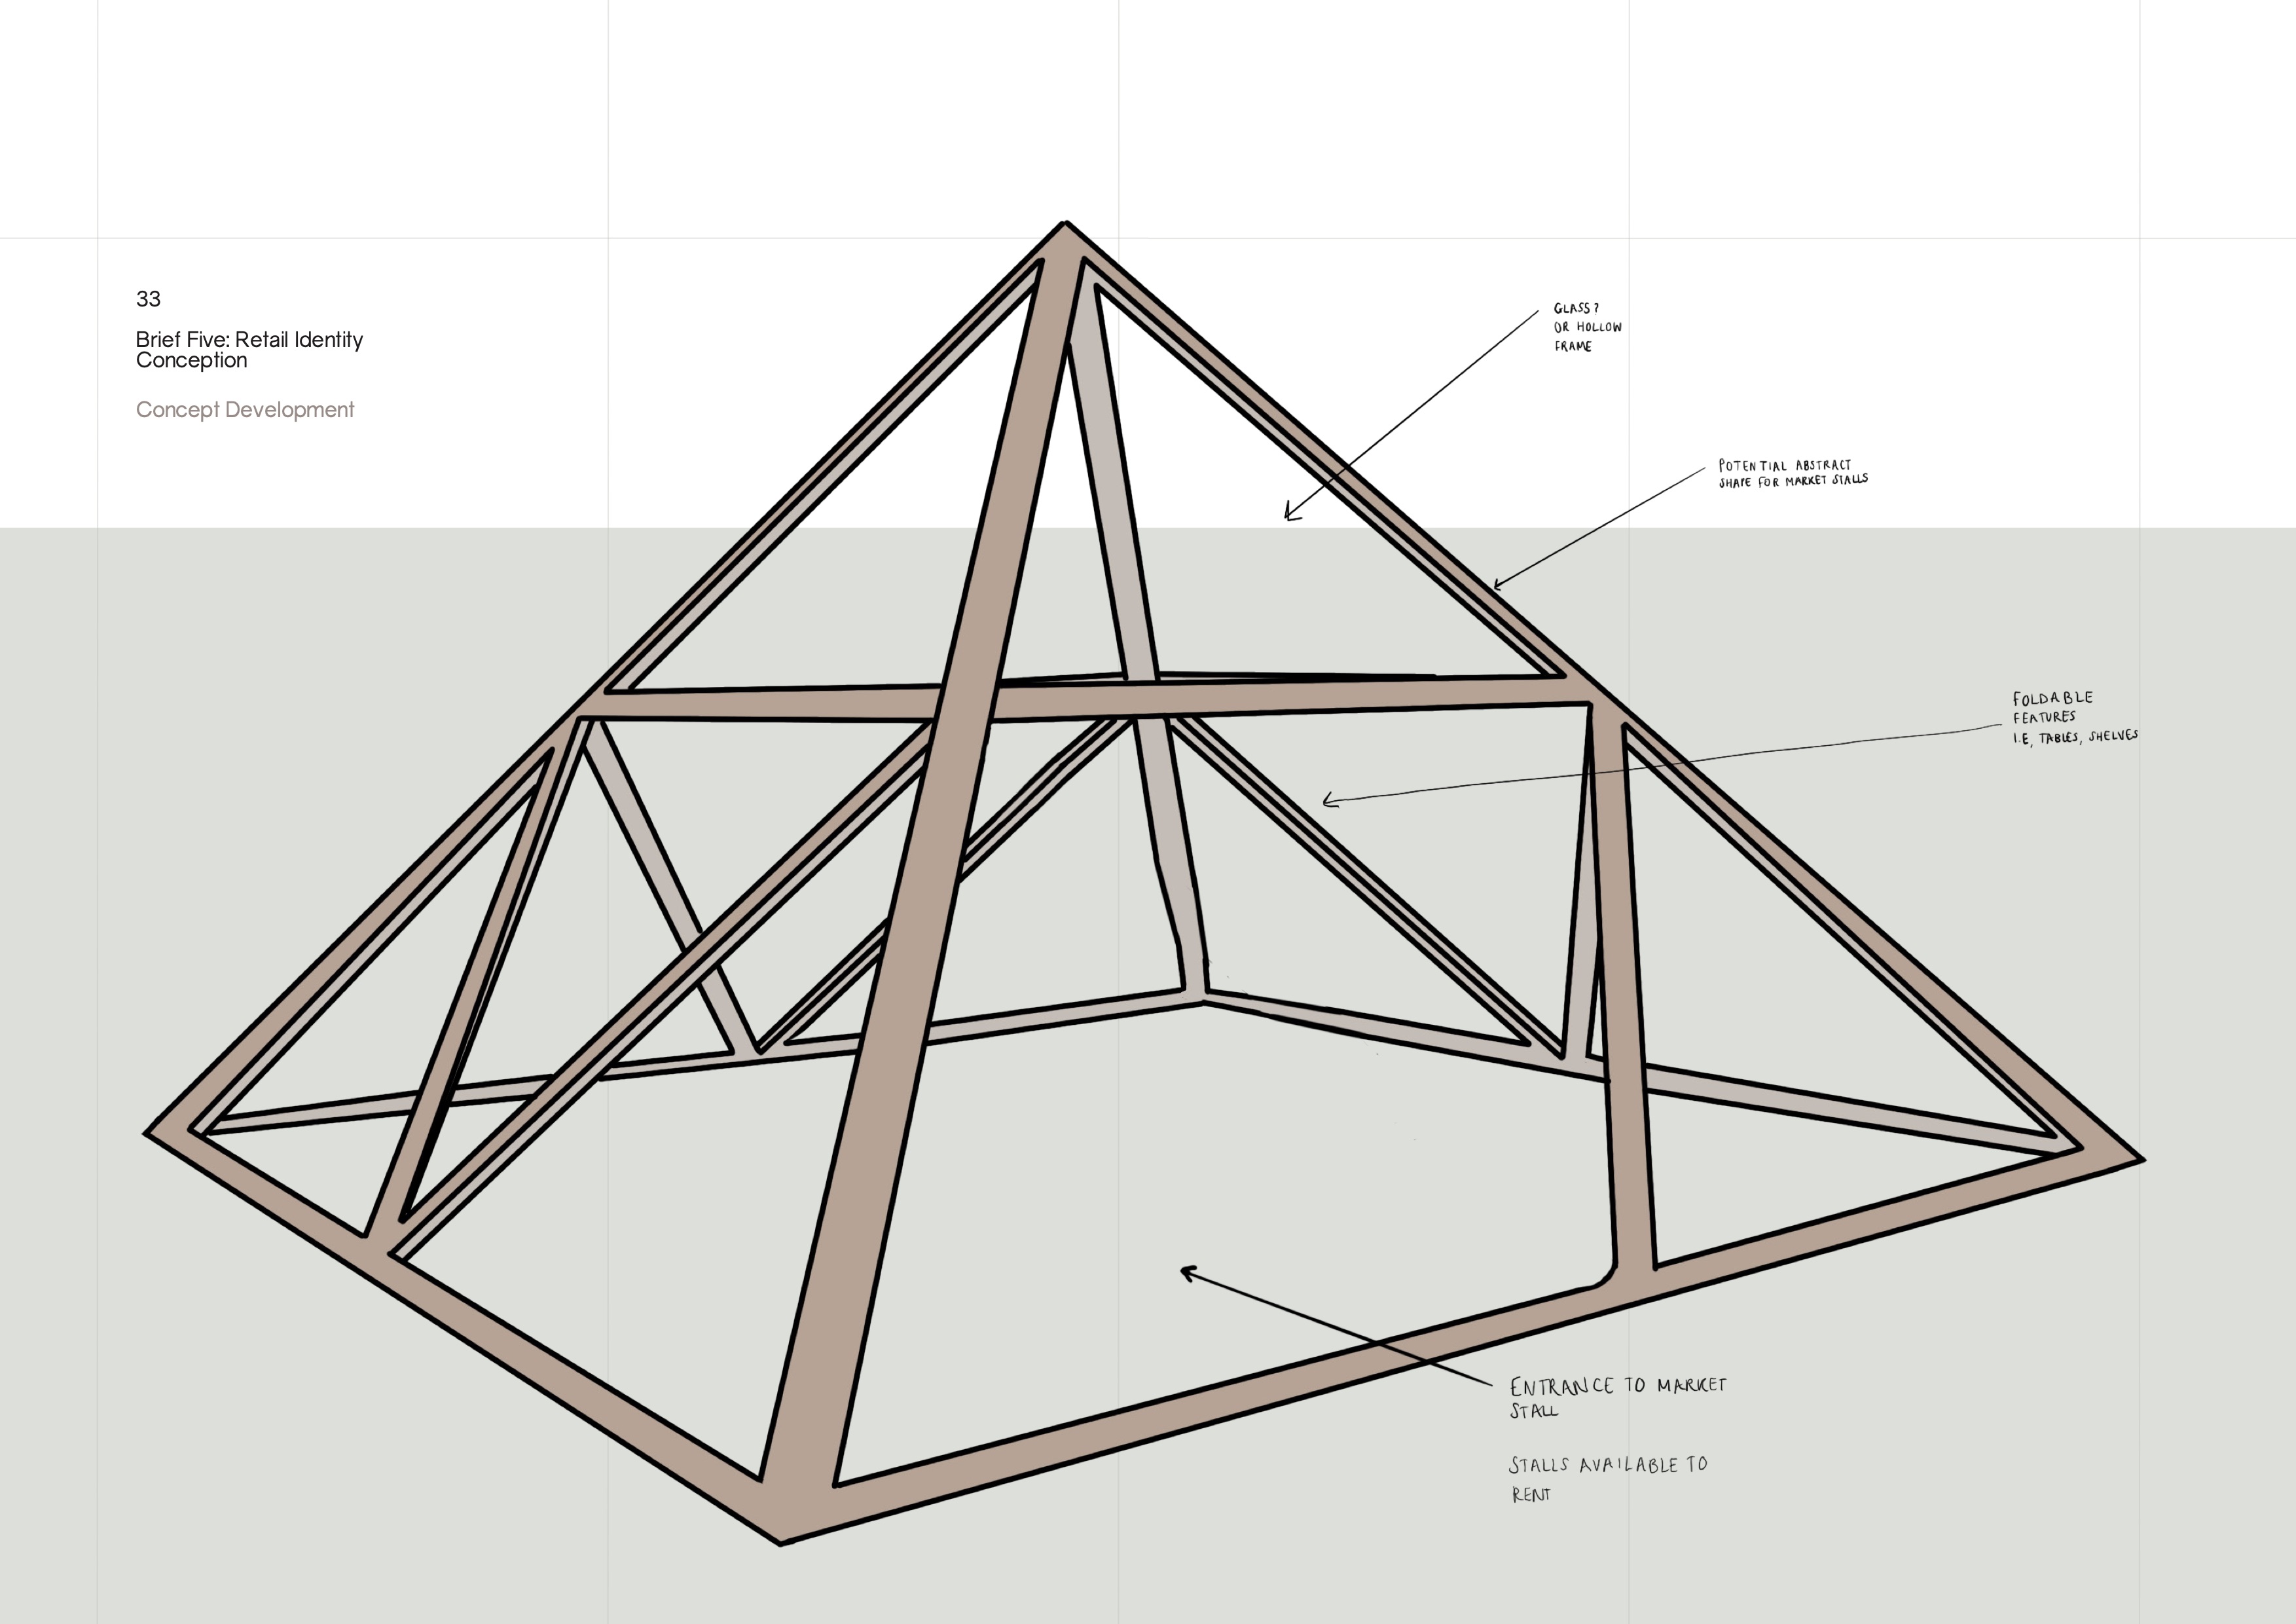 33
Brief Five: Retail Identity
Conception
Concept Development
GLASS?
OR HOLLOW
FRAME
POTENTIAL ABSTRACT
SHAPE FOR MARKET STALLS
FOLDABLE
FEATURES
I.E, TABLES, SHELVES
ENTRANCE TO MARKET
STALL
STALLS AVAILABLE TO
RENT